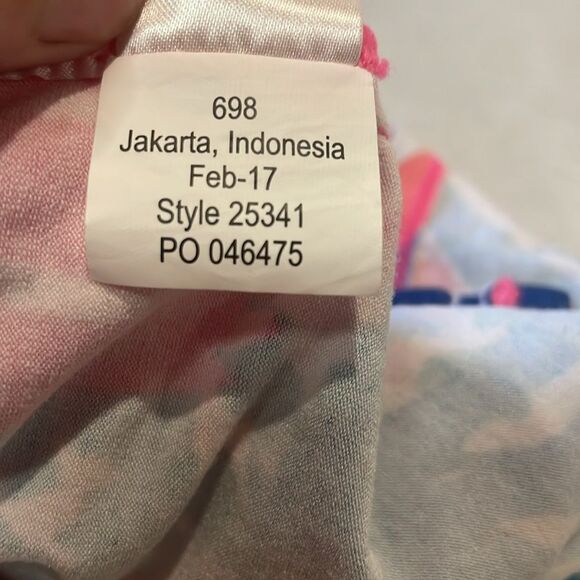 698
Jakarta, Indonesia
Feb-17
Style 25341
PO 046475